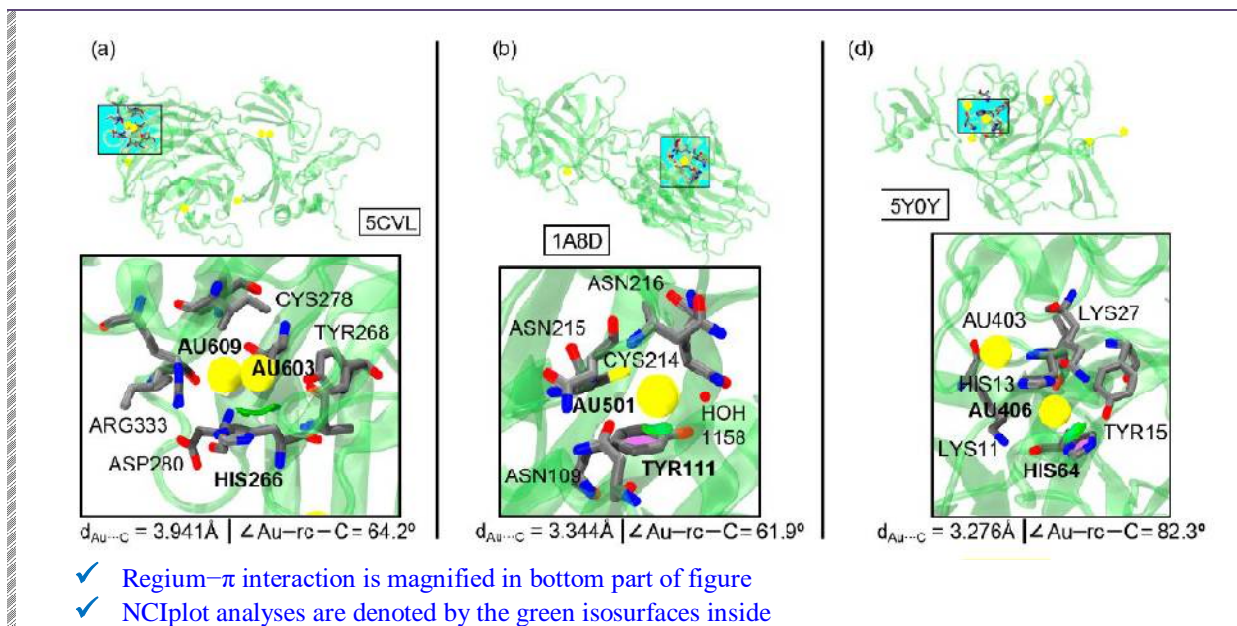 (a)
5CVL
CYS278
TYR268
AU609
AU603
ARG333
ASP280
HIS266
d Au···C = 3.941Å | ∠Au–rc–C = 64.2º
(b)
1A8D
ASN216
ASN215
CYS214
AU501
HOH
1158
ASN109
TYR111
d Au···C = 3.344Å | ∠Au–rc–C = 61.9º
(d)
5Y0Y
LYS27
AU403
HIS13
AU406
TYR15
LYS11
HIS64
d Au···C = 3.276Å | ∠Au–rc–C = 82.3º
✓ Regium–π interaction is magnified in bottom part of figure
✓ NCIplot analyses are denoted by the green isosurfaces inside